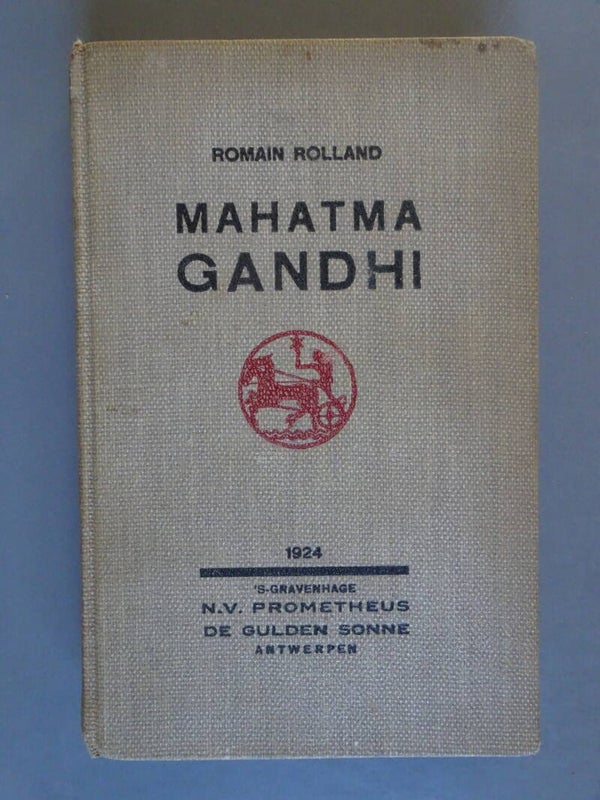 ROMAIN ROLLAND
MAHATMA
GANDHI
1924
'S-GRAVENHAGE
N.V. PROMETHEUS
DE GULDEN SONNE
ANTWERPEN